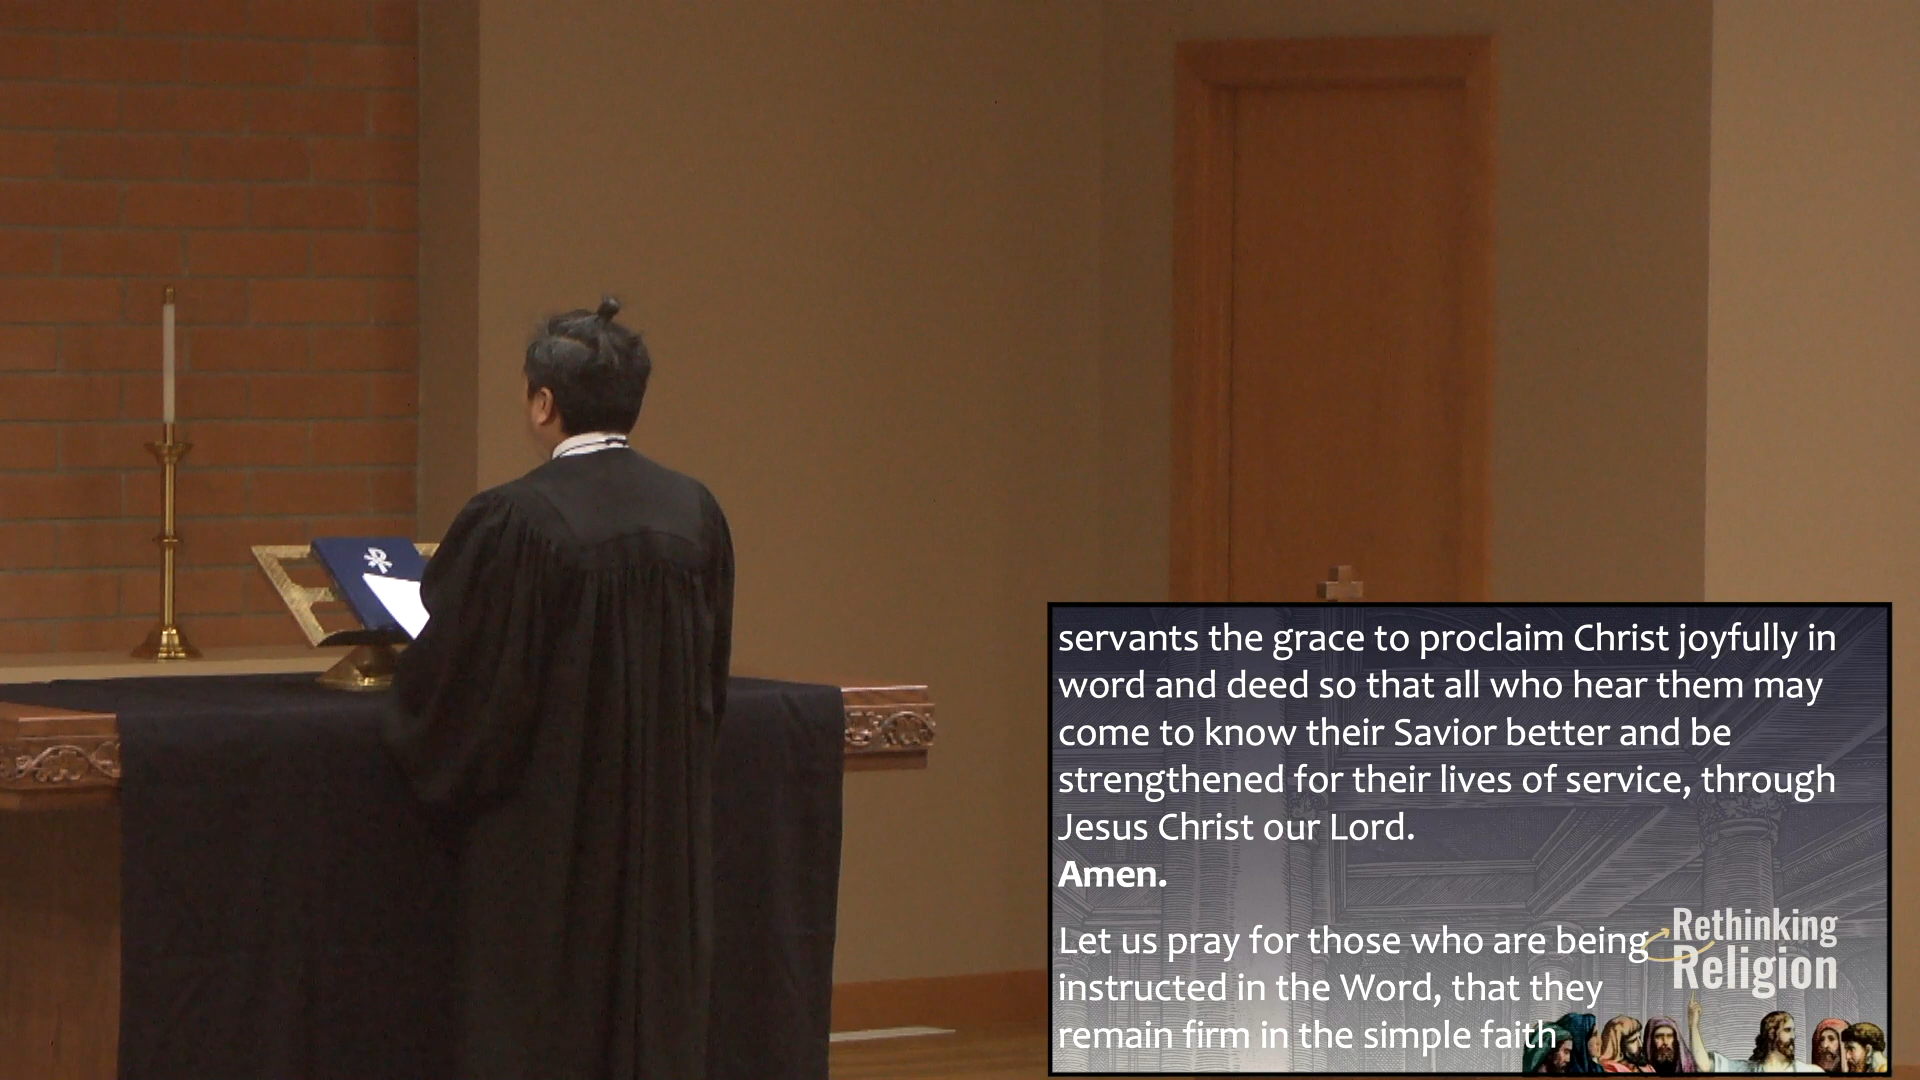 servants the grace to proclaim Christ joyfully in
word and deed so that all who hear them may
come to know their Savior better and be
strengthened for their lives of service, through
Jesus Christ our Lord.
Amen.
Let us pray for those who are being
instructed in the Word, that they
remain firm in the simple faith
Rethinking
Religion